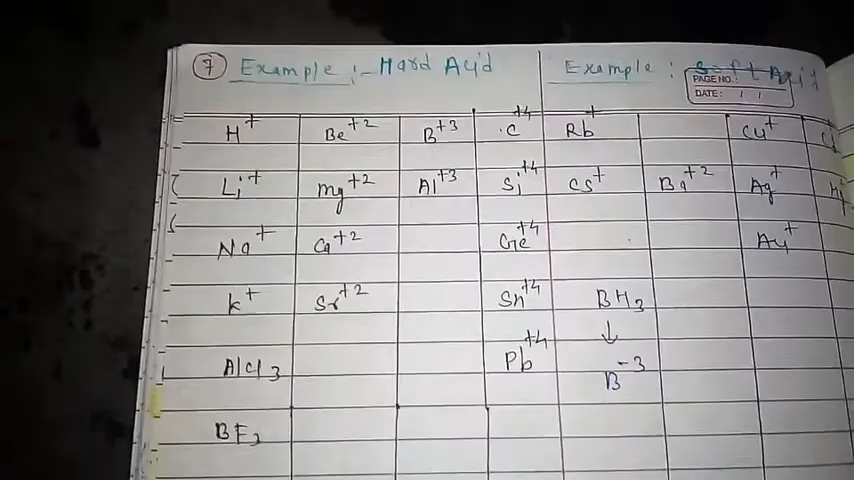 7 Example :- Hard Acid Example : Soft Acid
PAGE NO.:
DATE: / /
H+ Be+2 B+3 C+4 Rb+ Cu+
Li+ Mg+2 Al+3 Si+4 Cs+ Ba+2 Ag+
Na+ Ca+2 Ge+4 Au+
K+ Sr+2 Sn+4 BH3
↓
AlCl3 Pb+4 B-3